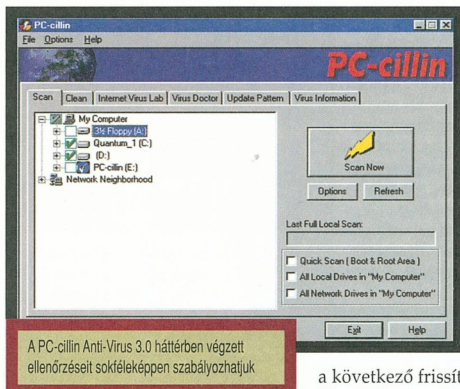 PC-cillin
File Options Help
PC-cillin
Scan Clean Internet Virus Lab Virus Doctor Update Pattern Virus Information
My Computer
3½ Floppy (A:)
Quantum_1 (C:)
(D:)
PC-cillin (E:)
Network Neighborhood
Scan Now
Options Refresh
Last Full Local Scan:
Quick Scan ( Boot & Root Area )
All Local Drives in "My Computer"
All Network Drives in "My Computer"
Exit Help
A PC-cillin Anti-Virus 3.0 háttérben végzett
ellenőrzéseit sokféleképpen szabályozhatjuk
a következő frissít